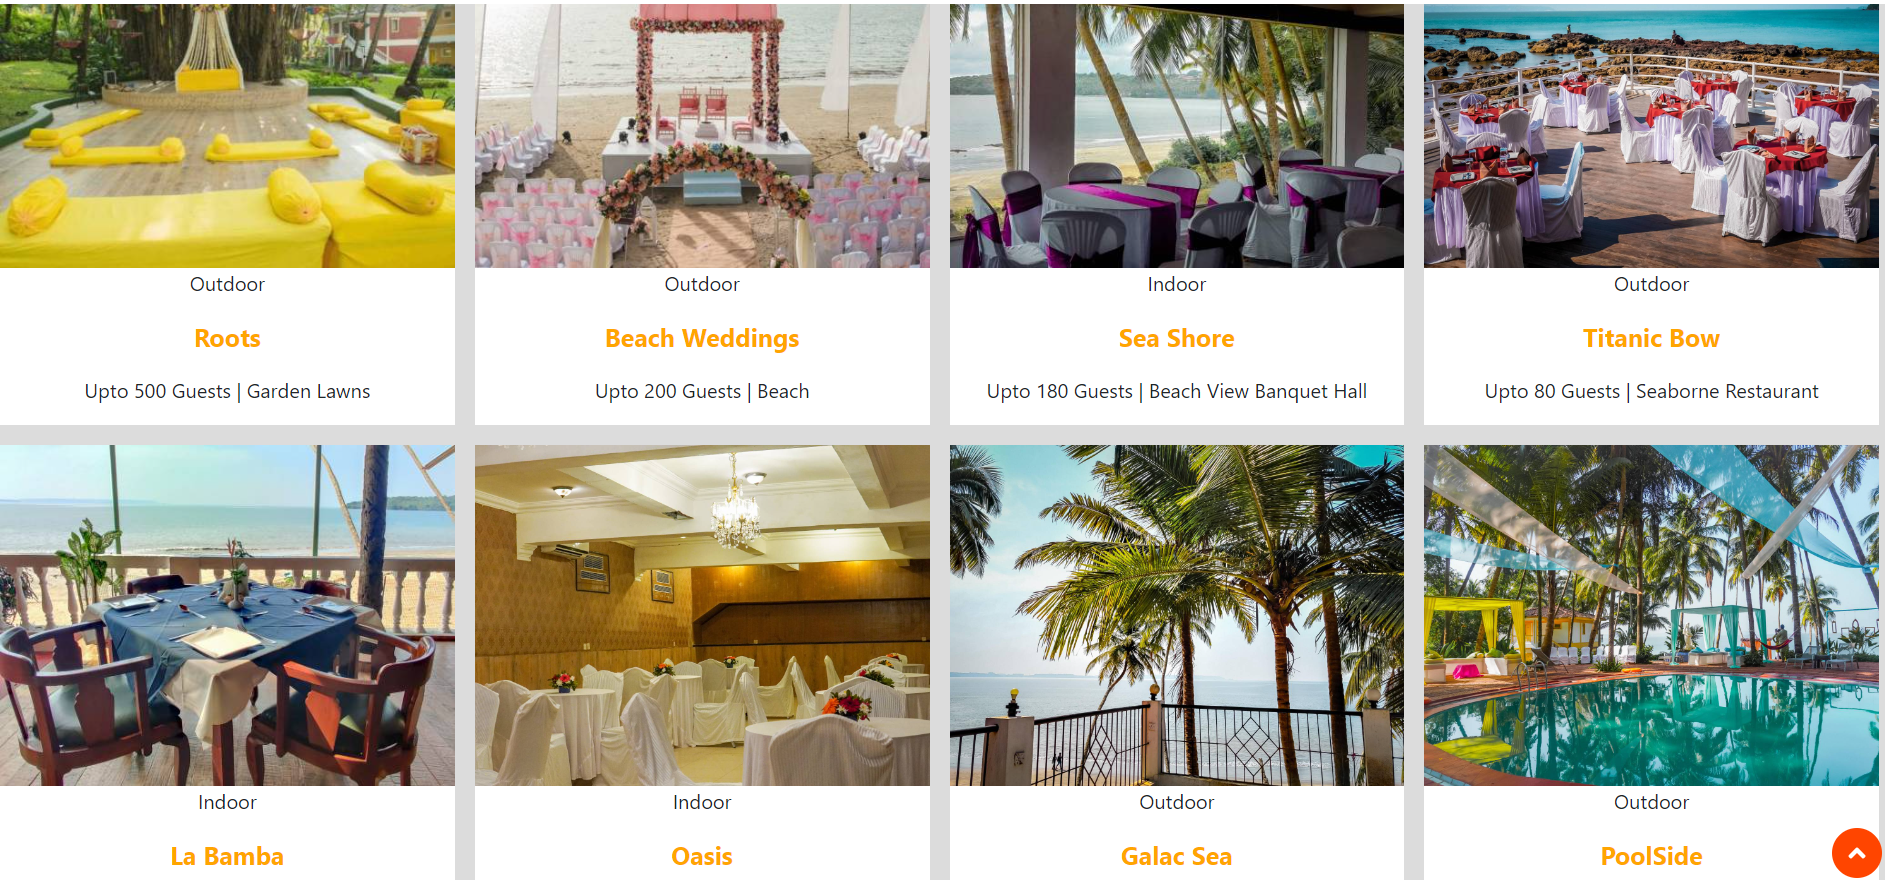 Outdoor
Roots
Upto 500 Guests | Garden Lawns
Outdoor
Beach Weddings
Upto 200 Guests | Beach
Indoor
Sea Shore
Upto 180 Guests | Beach View Banquet Hall
Outdoor
Titanic Bow
Upto 80 Guests | Seaborne Restaurant
Indoor
La Bamba
Indoor
Oasis
Outdoor
Galac Sea
Outdoor
PoolSide